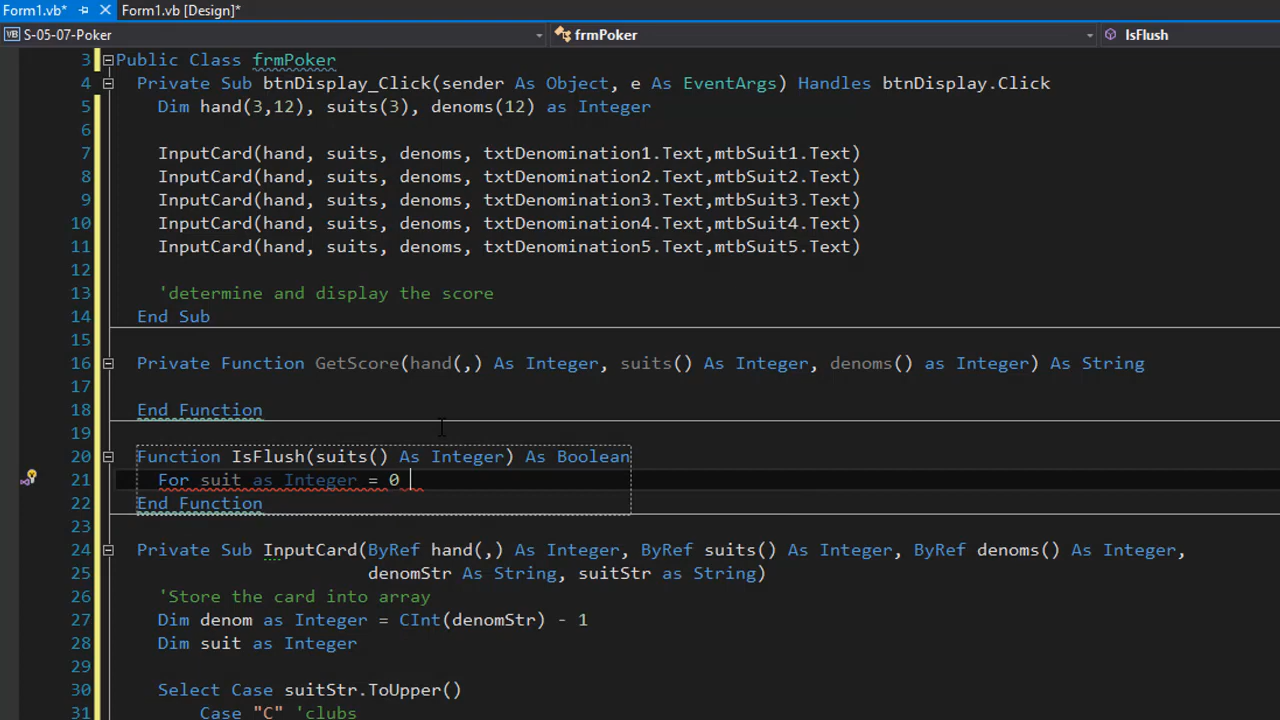 Form1.vb* Form1.vb [Design]*
VB S-05-07-Poker frmPoker IsFlush
3 Public Class frmPoker
4 Private Sub btnDisplay_Click(sender As Object, e As EventArgs) Handles btnDisplay.Click
5 Dim hand(3,12), suits(3), denoms(12) as Integer
6
7 InputCard(hand, suits, denoms, txtDenomination1.Text,mtbSuit1.Text)
8 InputCard(hand, suits, denoms, txtDenomination2.Text,mtbSuit2.Text)
9 InputCard(hand, suits, denoms, txtDenomination3.Text,mtbSuit3.Text)
10 InputCard(hand, suits, denoms, txtDenomination4.Text,mtbSuit4.Text)
11 InputCard(hand, suits, denoms, txtDenomination5.Text,mtbSuit5.Text)
12
13 'determine and display the score
14 End Sub
15
16 Private Function GetScore(hand(,) As Integer, suits() As Integer, denoms() as Integer) As String
17
18 End Function
19
20 Function IsFlush(suits() As Integer) As Boolean
21 For suit as Integer = 0
22 End Function
23
24 Private Sub InputCard(ByRef hand(,) As Integer, ByRef suits() As Integer, ByRef denoms() As Integer,
25 denomStr As String, suitStr as String)
26 'Store the card into array
27 Dim denom as Integer = CInt(denomStr) - 1
28 Dim suit as Integer
29
30 Select Case suitStr.ToUpper()
31 Case "C" 'clubs